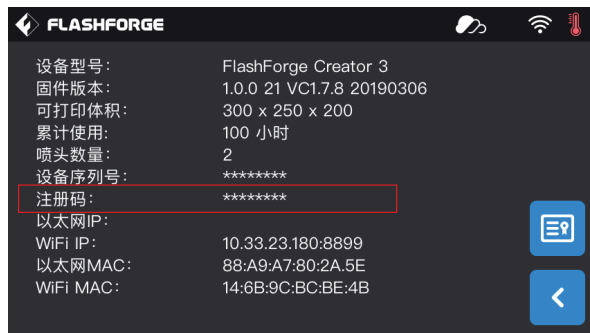 FLASHFORGE
设备型号： FlashForge Creator 3
固件版本： 1.0.0 21 VC1.7.8 20190306
可打印体积： 300 x 250 x 200
累计使用: 100 小时
喷头数量： 2
设备序列号： ********
注册码： ********
以太网IP：
WiFi IP： 10.33.23.180:8899
以太网MAC： 88:A9:A7:80:2A.5E
WiFi MAC： 14:6B:9C:BC:BE:4B